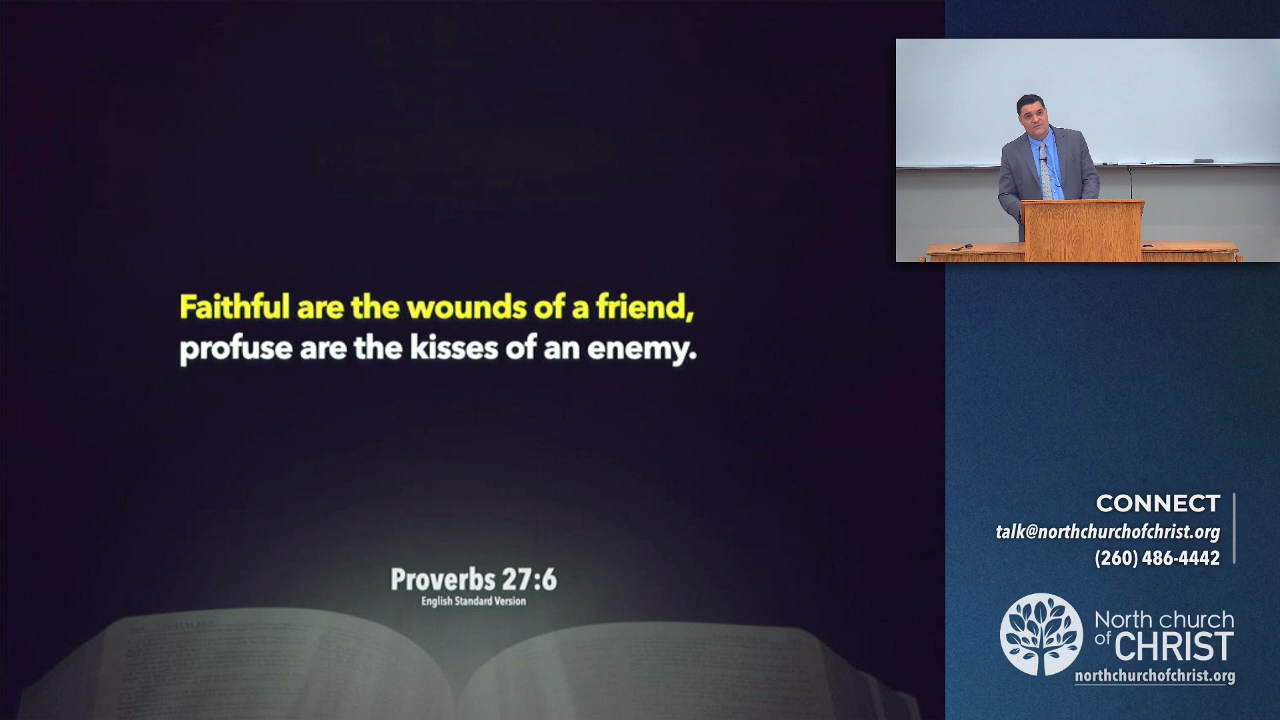 Faithful are the wounds of a friend,
profuse are the kisses of an enemy.
Proverbs 27:6
English Standard Version
CONNECT
talk@northchurchofchrist.org
(260) 486-4442
North church
of CHRIST
northchurchofchrist.org